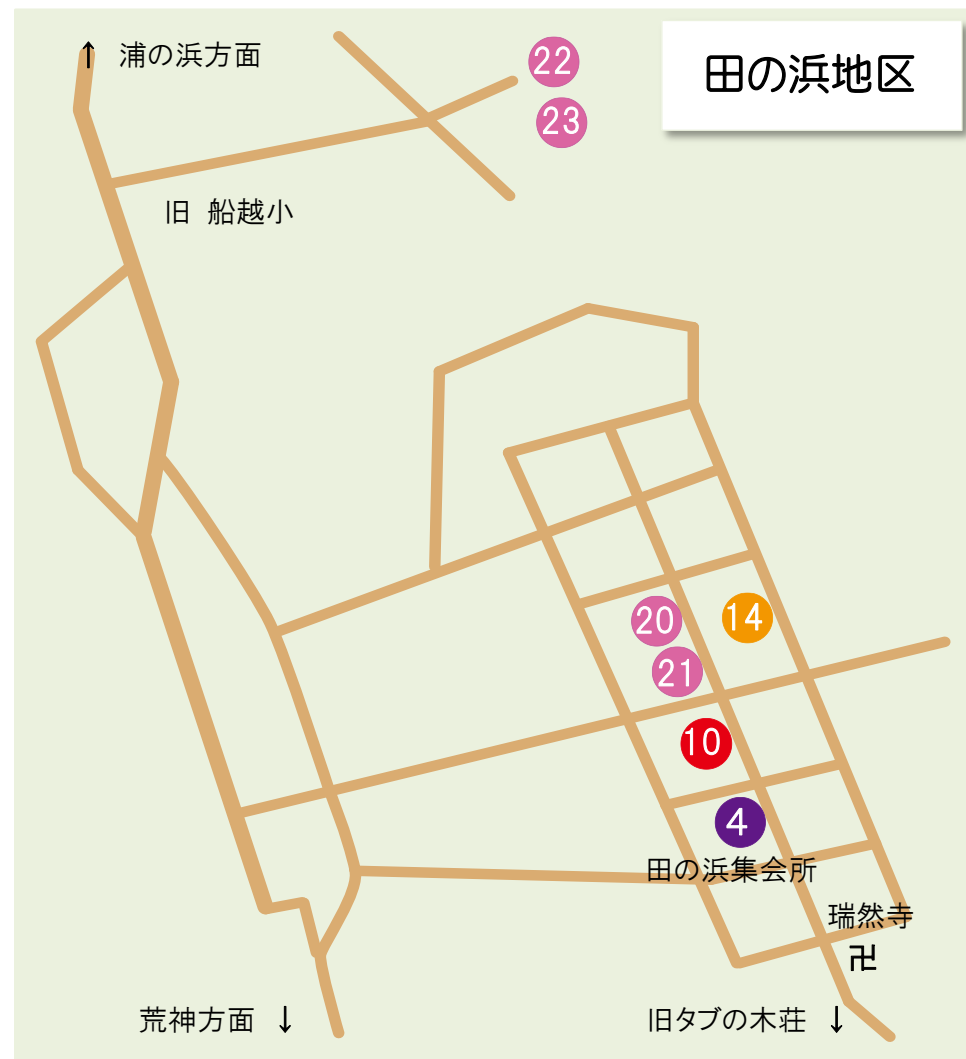 ↑ 浦の浜方面
田の浜地区
22
23
旧 船越小
20
14
21
10
4
田の浜集会所
瑞然寺
卍
荒神方面 ↓
旧タブの木荘 ↓